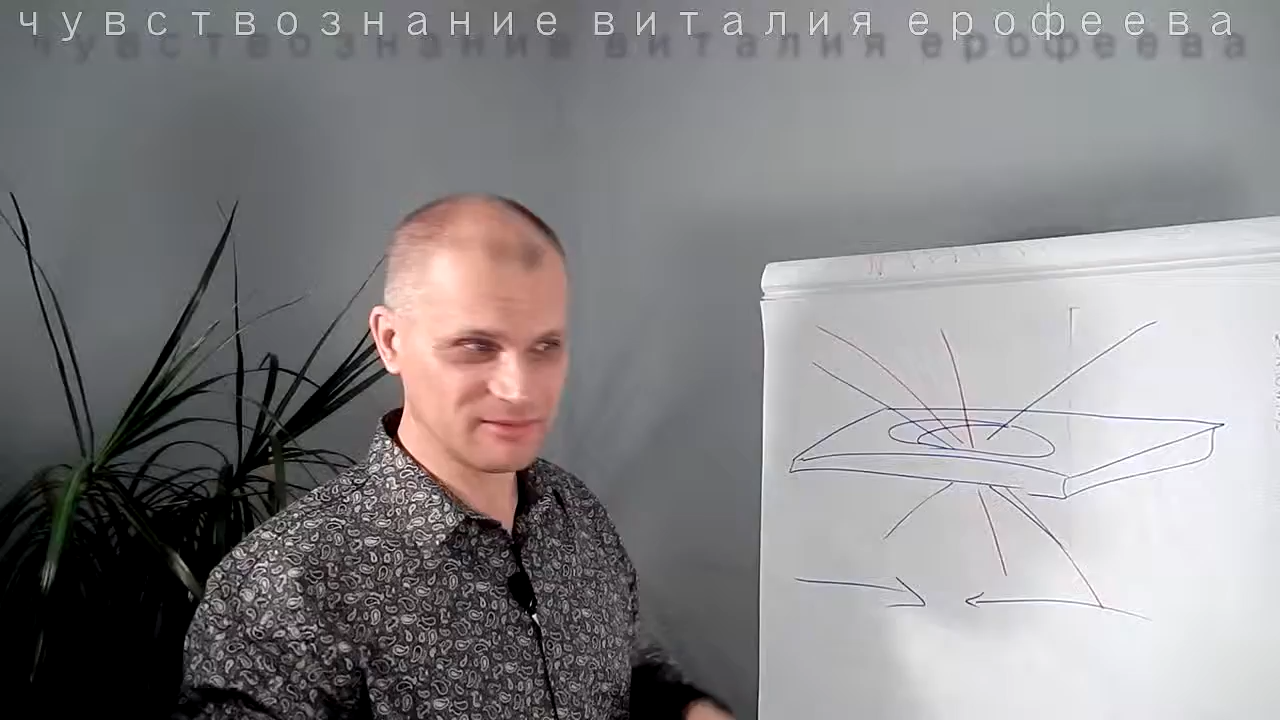 чувствознание виталия ерофеева